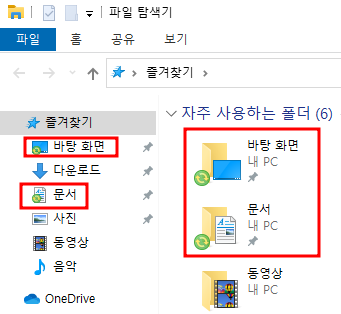 파일 탐색기
파일 홈 공유 보기
즐겨찾기
즐겨찾기
바탕 화면
다운로드
문서
사진
동영상
음악
OneDrive
자주 사용하는 폴더 (6)
바탕 화면
내 PC
문서
내 PC
동영상
내 PC